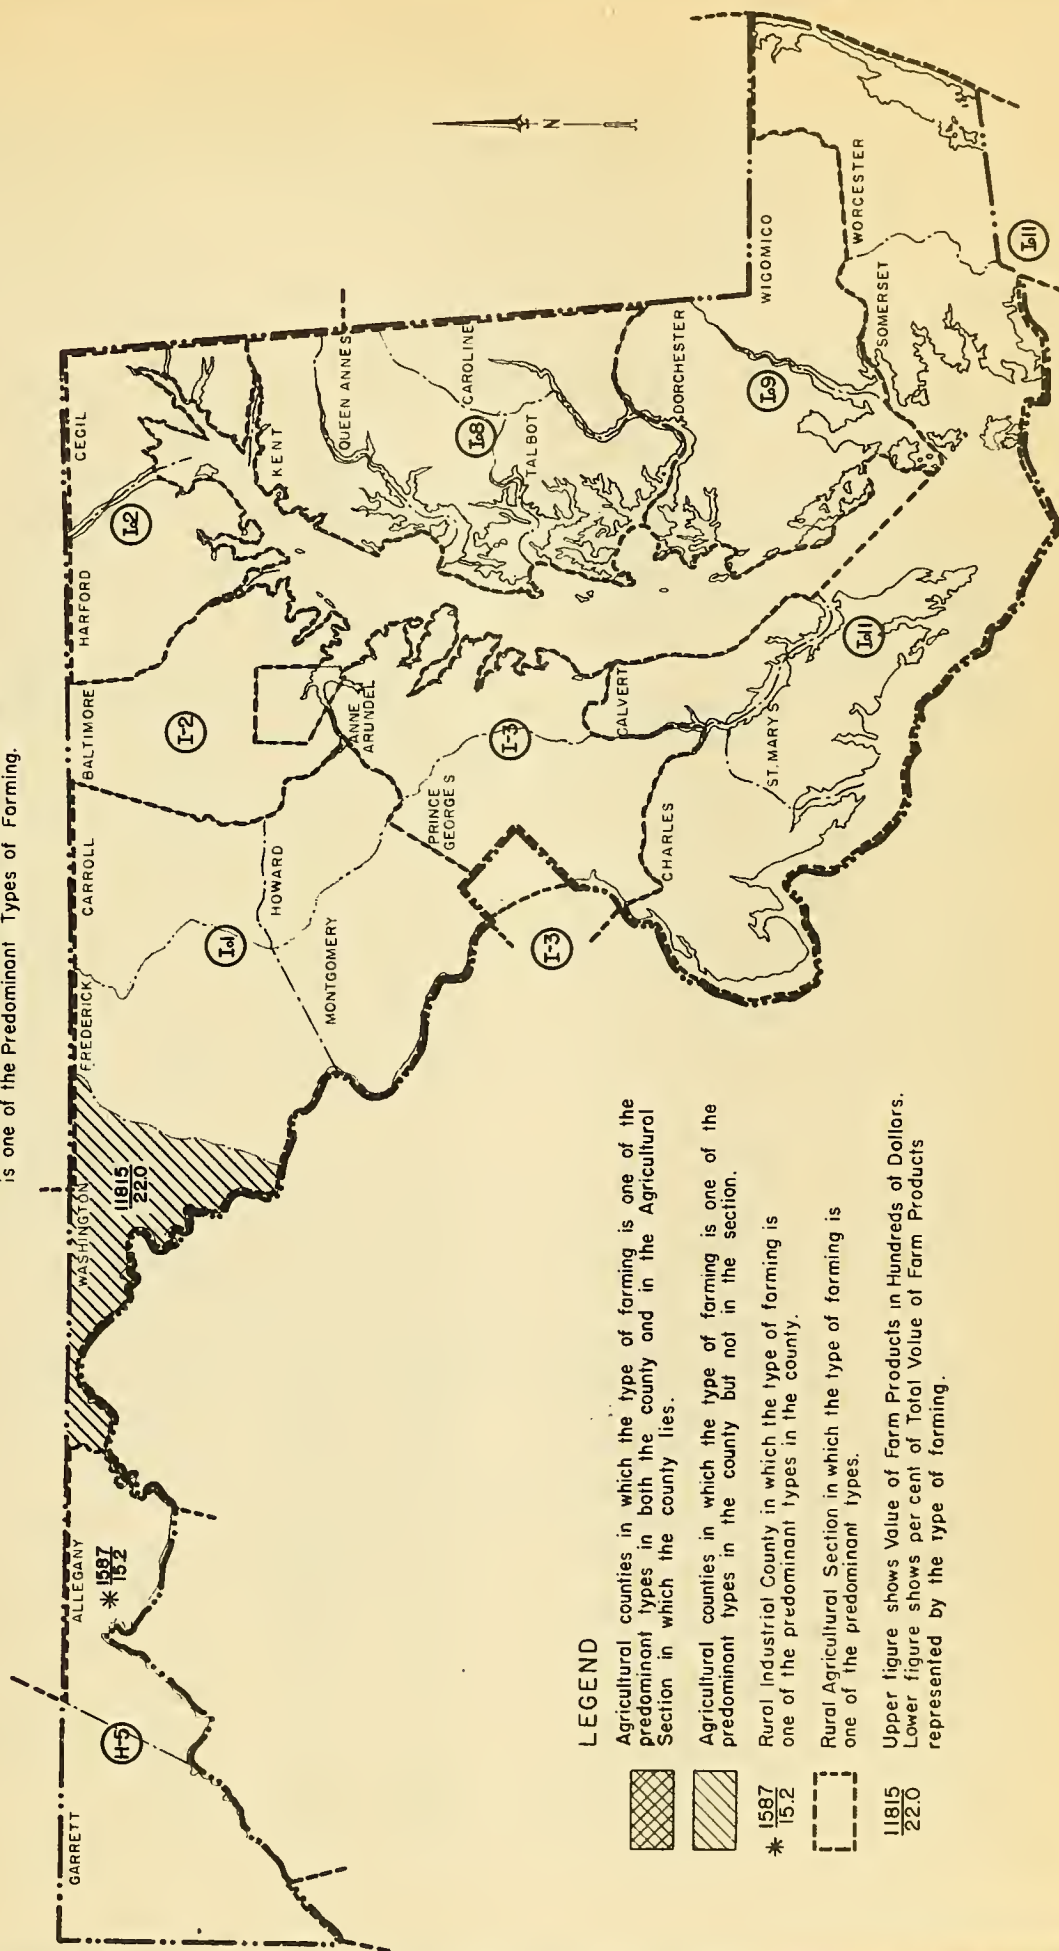 is one of the Predominant Types of Farming.
GARRETT
ALLEGANY
WASHINGTON
FREDERICK
CARROLL
BALTIMORE
HARFORD
CECIL
H-5
* 1587
15.2
11815
22.0
MONTGOMERY
HOWARD
PRINCE
GEORGES
ANNE
ARUNDEL
I-2
I-3
I-3
KENT
QUEEN ANNES
CAROLINE
TALBOT
DORCHESTER
WICOMICO
WORCESTER
SOMERSET
CHARLES
CALVERT
ST. MARYS
N
LEGEND
Agricultural counties in which the type of farming is one of the
predominant types in both the county and in the Agricultural
Section in which the county lies.
Agricultural counties in which the type of farming is one of the
predominant types in the county but not in the section.
* 1587
15.2
Rural Industrial County in which the type of farming is
one of the predominant types in the county.
Rural Agricultural Section in which the type of farming is
one of the predominant types.
11815
22.0
Upper figure shows Value of Farm Products in Hundreds of Dollars.
Lower figure shows per cent of Total Value of Farm Products
represented by the type of farming.